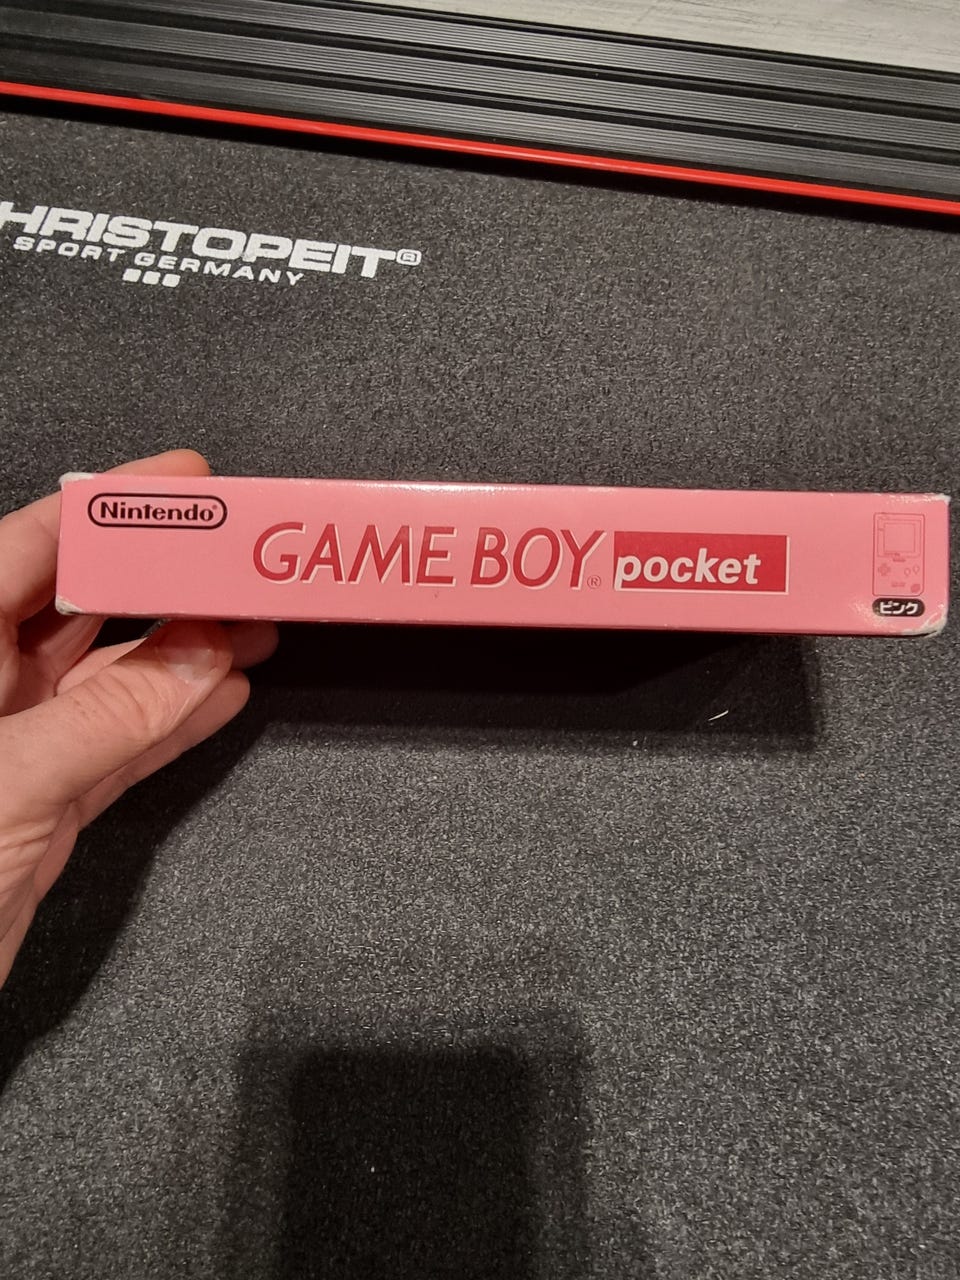 HRISTOPEIT®
SPORT GERMANY
Nintendo®
GAME BOY® pocket
ピンク